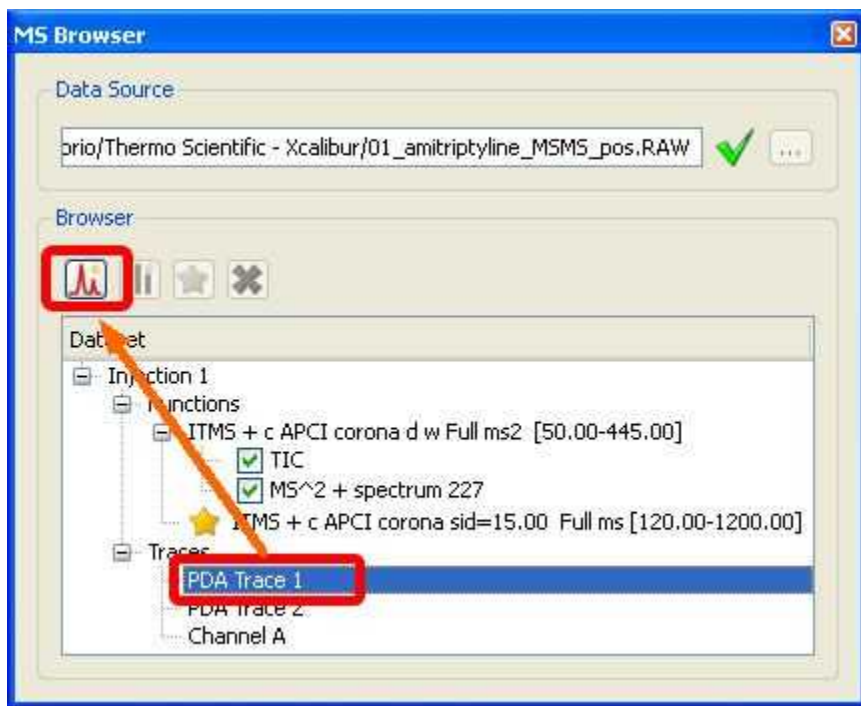 MS Browser
Data Source
orio/Thermo Scientific - Xcalibur/01_amitriptyline_MSMS_pos.RAW
...
Browser
Dataset
Injection 1
Functions
ITMS + c APCI corona d w Full ms2 [50.00-445.00]
TIC
MS^2 + spectrum 227
ITMS + c APCI corona sid=15.00 Full ms [120.00-1200.00]
Traces
PDA Trace 1
PDA Trace 2
Channel A